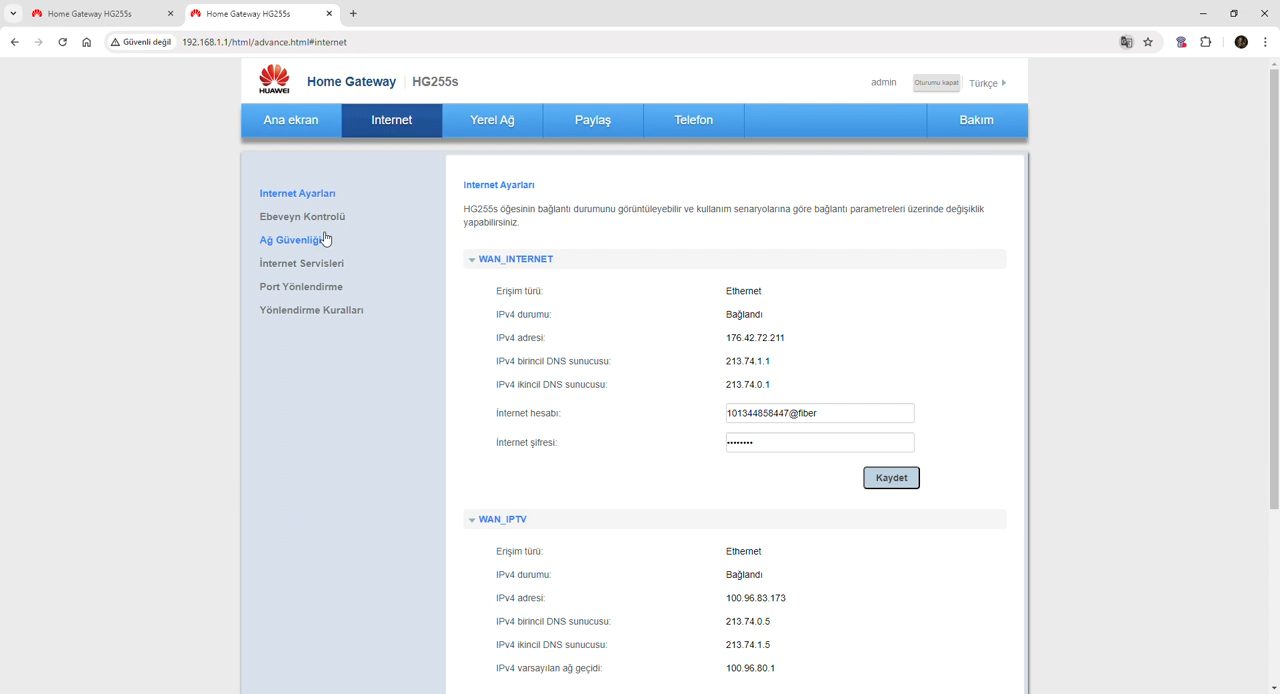 Home Gateway HG255s
Home Gateway HG255s
Güvenli değil
192.168.1.1/html/advance.html#internet
HUAWEI
Home Gateway
HG255s
admin
Oturumu kapat
Türkçe
Ana ekran
Internet
Yerel Ağ
Paylaş
Telefon
Bakım
Internet Ayarları
Ebeveyn Kontrolü
Ağ Güvenliği
İnternet Servisleri
Port Yönlendirme
Yönlendirme Kuralları
Internet Ayarları
HG255s öğesinin bağlantı durumunu görüntüleyebilir ve kullanım senaryolarına göre bağlantı parametreleri üzerinde değişiklik
yapabilirsiniz.
WAN_INTERNET
Erişim türü: Ethernet
IPv4 durumu: Bağlandı
IPv4 adresi: 176.42.72.211
IPv4 birincil DNS sunucusu: 213.74.1.1
IPv4 ikincil DNS sunucusu: 213.74.0.1
İnternet hesabı: 101344858447@fiber
İnternet şifresi: ••••••••
Kaydet
WAN_IPTV
Erişim türü: Ethernet
IPv4 durumu: Bağlandı
IPv4 adresi: 100.96.83.173
IPv4 birincil DNS sunucusu: 213.74.0.5
IPv4 ikincil DNS sunucusu: 213.74.1.5
IPv4 varsayılan ağ geçidi: 100.96.80.1